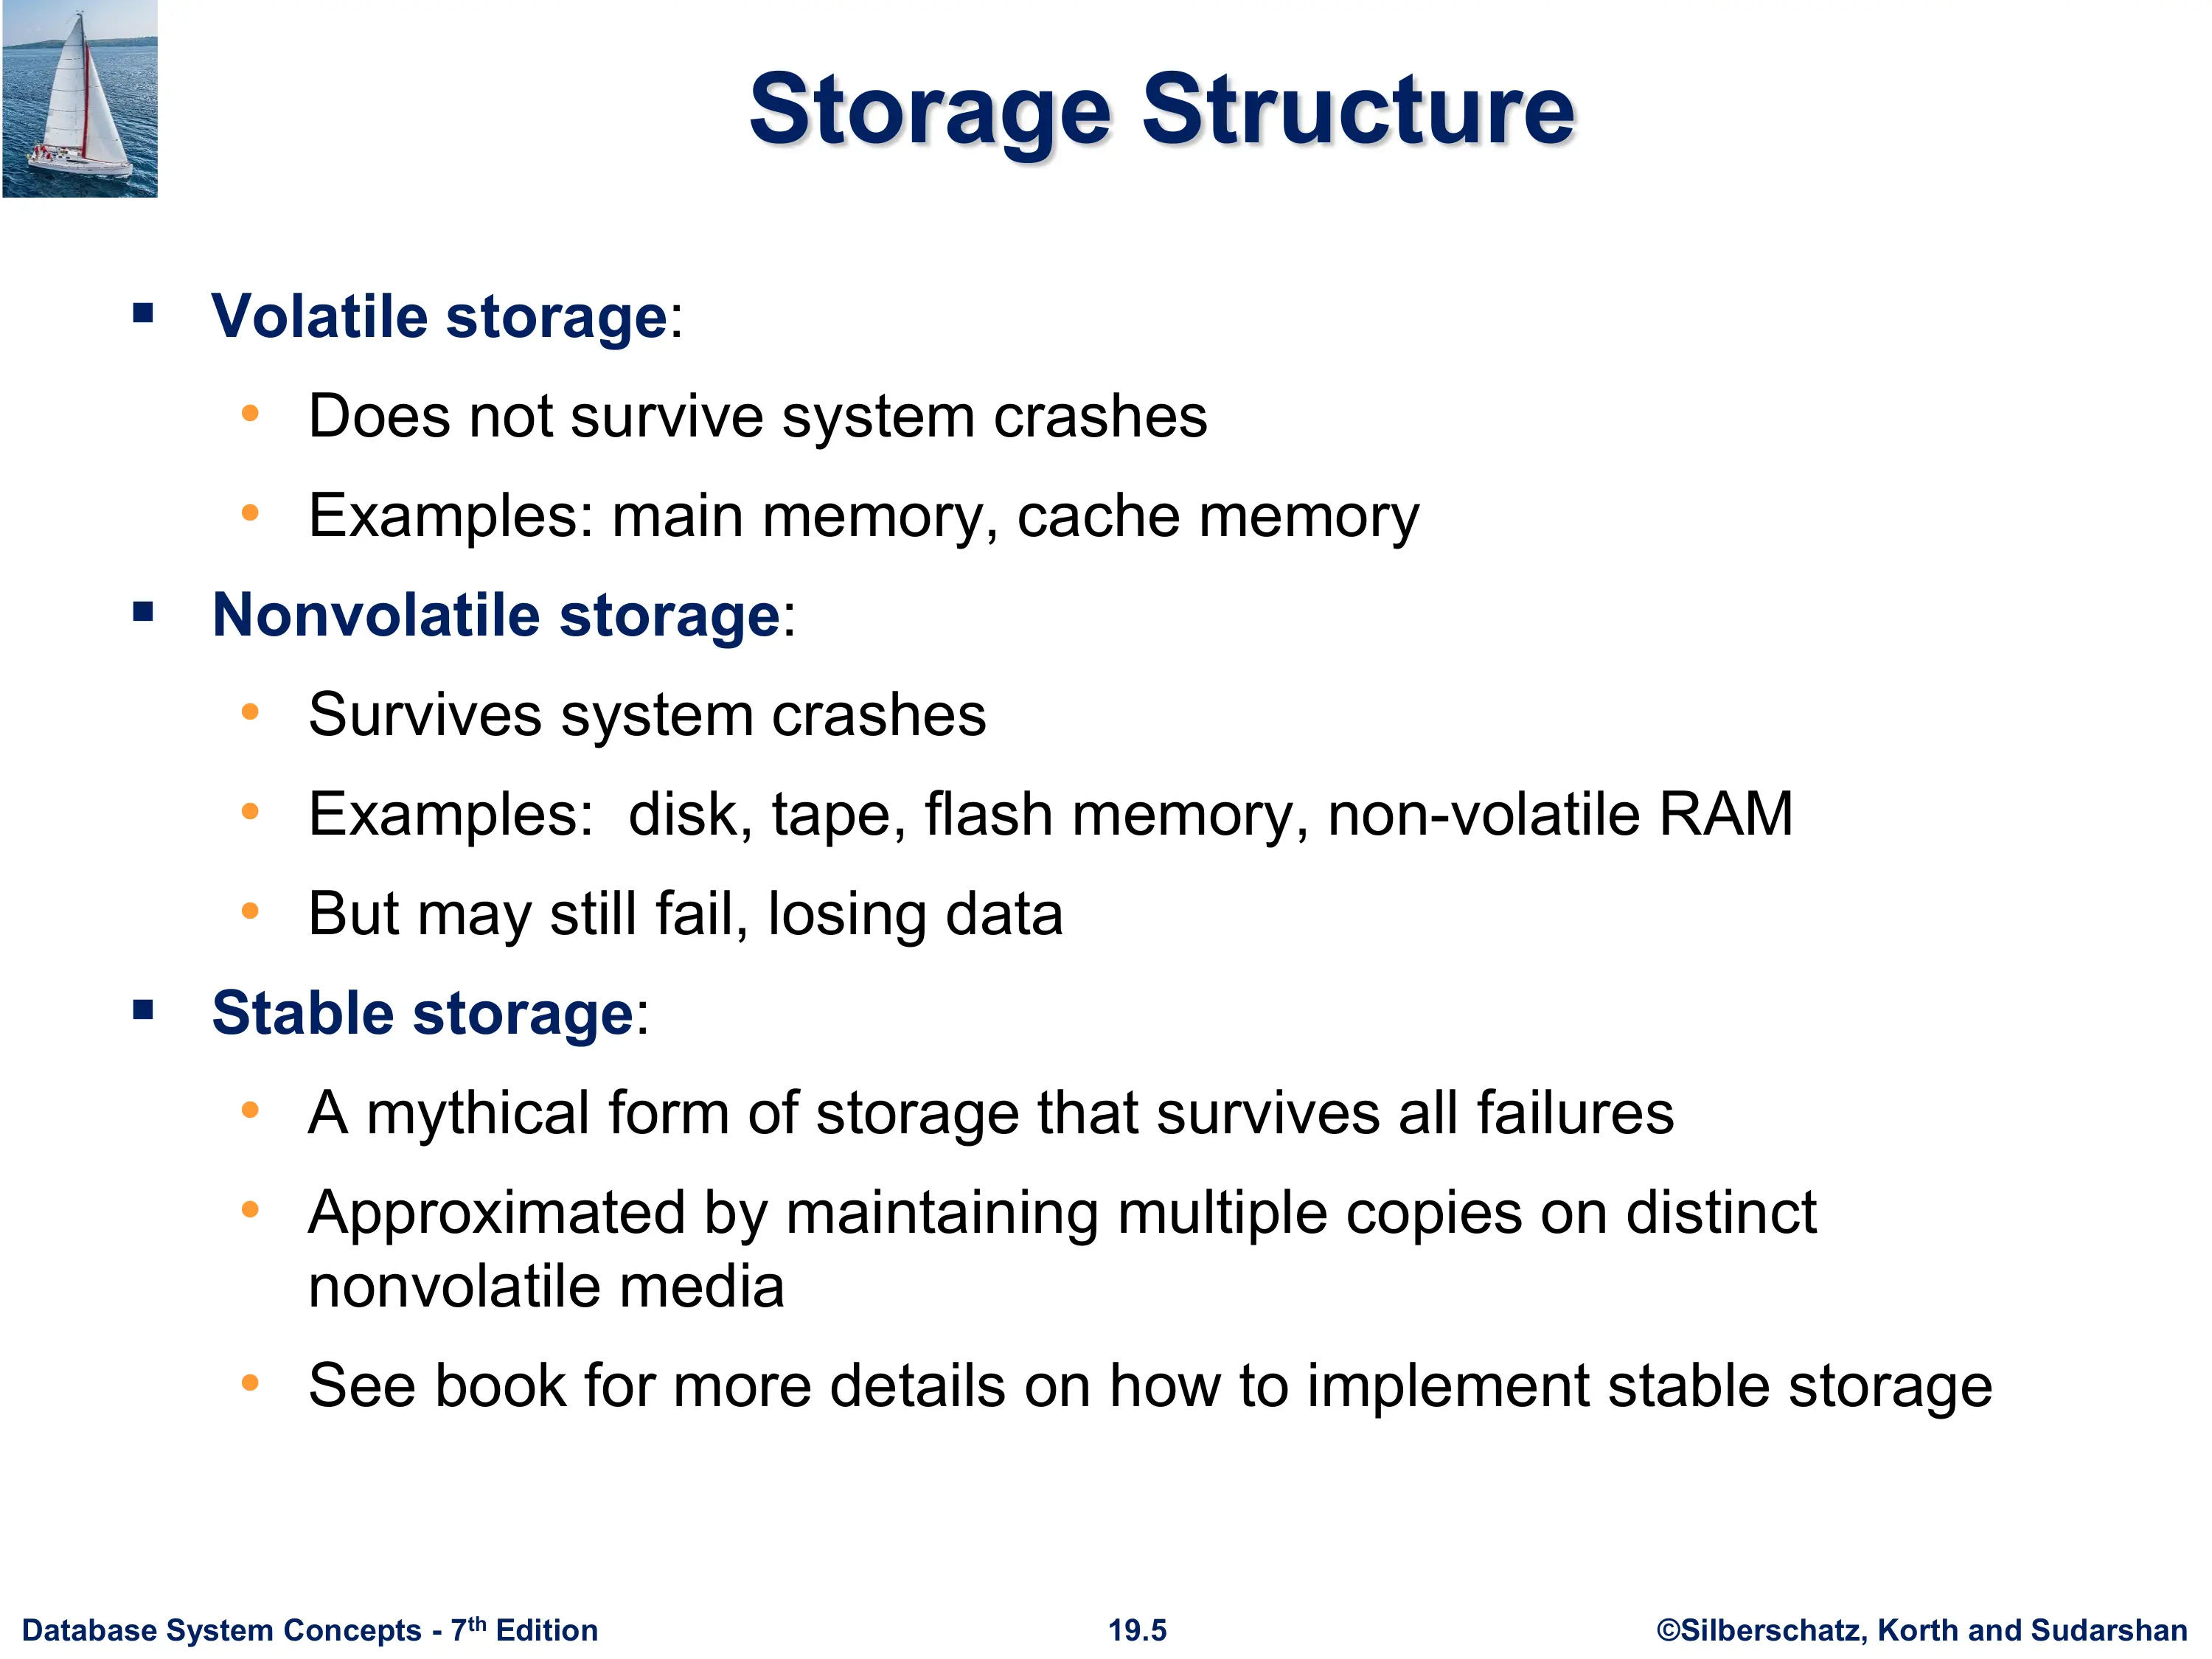 Storage Structure
▪ Volatile storage:
• Does not survive system crashes
• Examples: main memory, cache memory
▪ Nonvolatile storage:
• Survives system crashes
• Examples:  disk, tape, flash memory, non-volatile RAM
• But may still fail, losing data
▪ Stable storage:
• A mythical form of storage that survives all failures
• Approximated by maintaining multiple copies on distinct
nonvolatile media
• See book for more details on how to implement stable storage
Database System Concepts - 7th Edition
19.5
©Silberschatz, Korth and Sudarshan